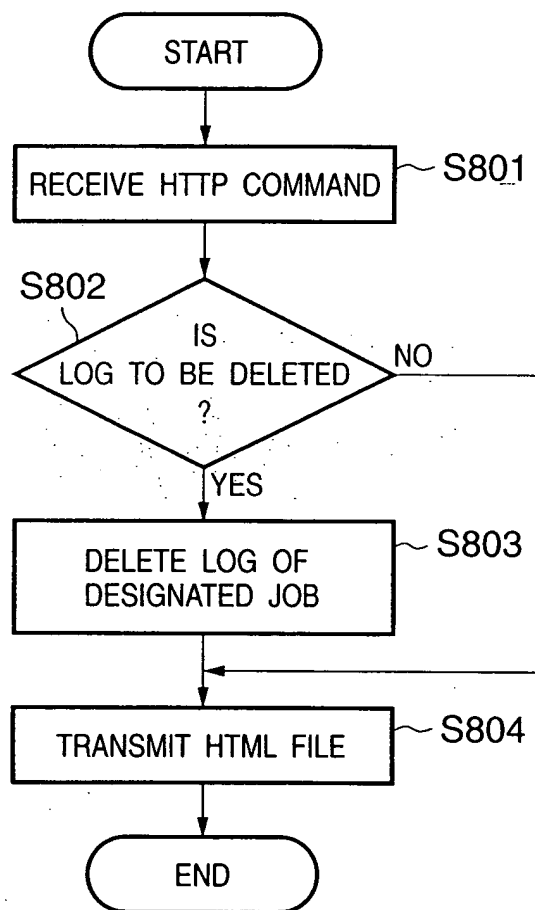 START
RECEIVE HTTP COMMAND
S801
S802
IS
LOG TO BE DELETED
?
NO
YES
DELETE LOG OF
DESIGNATED JOB
S803
TRANSMIT HTML FILE
S804
END